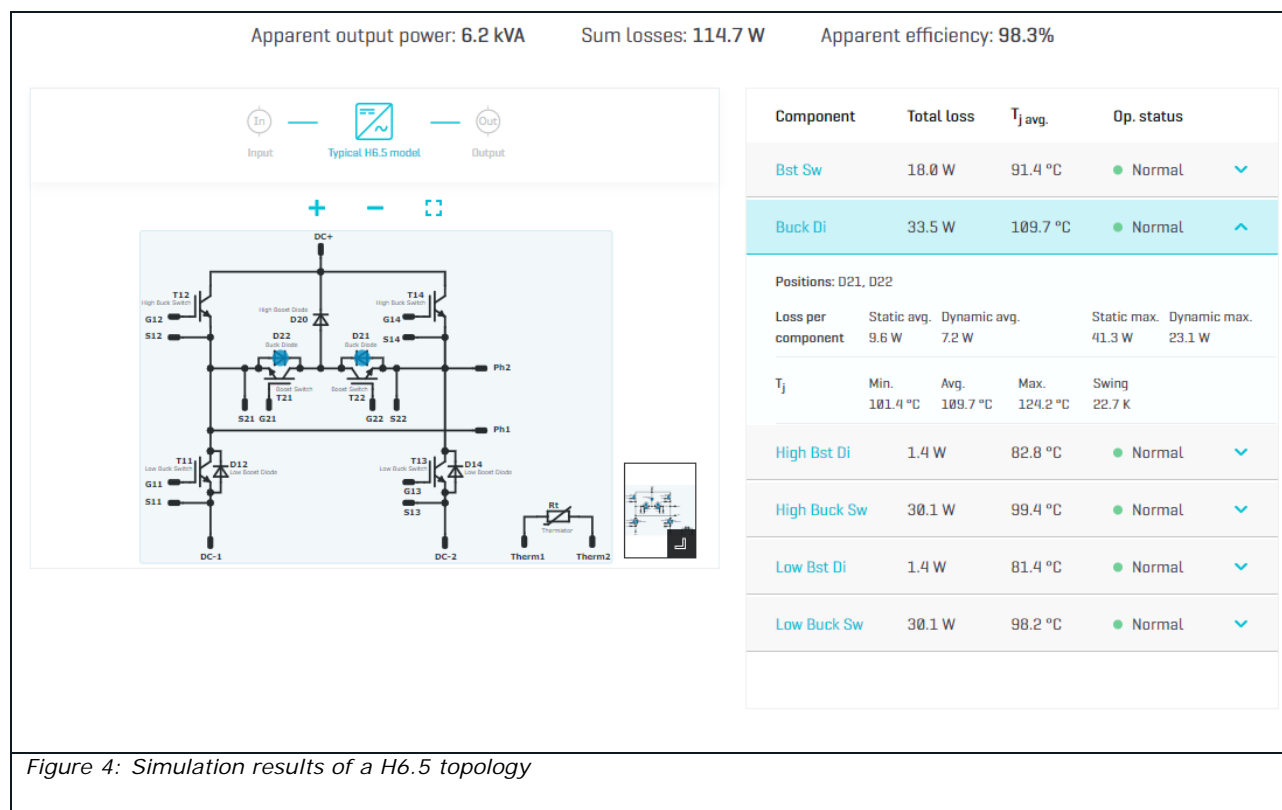 Apparent output power: 6.2 kVA Sum losses: 114.7 W Apparent efficiency: 98.3%
In Out
Input Typical H6.5 model Output
DC+
T12
High Buck Switch
G12
S12
T14
High Buck Switch
G14
S14
High Boost Diode
D20
D22
Buck Diode
D21
Buck Diode
Boost Switch
T21
Boost Switch
T22
S21 G21
G22 S22
Ph2
Ph1
T11
Low Buck Switch
G11
S11
D12
Low Boost Diode
T13
Low Buck Switch
G13
S13
D14
Low Boost Diode
Rt
Thermistor
DC-1 DC-2 Therm1 Therm2
Component Total loss Tj avg. Op. status
Bst Sw 18.0 W 91.4 °C Normal
Buck Di 33.5 W 109.7 °C Normal
Positions: D21, D22
Loss per component Static avg. Dynamic avg. Static max. Dynamic max.
9.6 W 7.2 W 41.3 W 23.1 W
Tj Min. Avg. Max. Swing
101.4 °C 109.7 °C 124.2 °C 22.7 K
High Bst Di 1.4 W 82.8 °C Normal
High Buck Sw 30.1 W 99.4 °C Normal
Low Bst Di 1.4 W 81.4 °C Normal
Low Buck Sw 30.1 W 98.2 °C Normal
Figure 4: Simulation results of a H6.5 topology